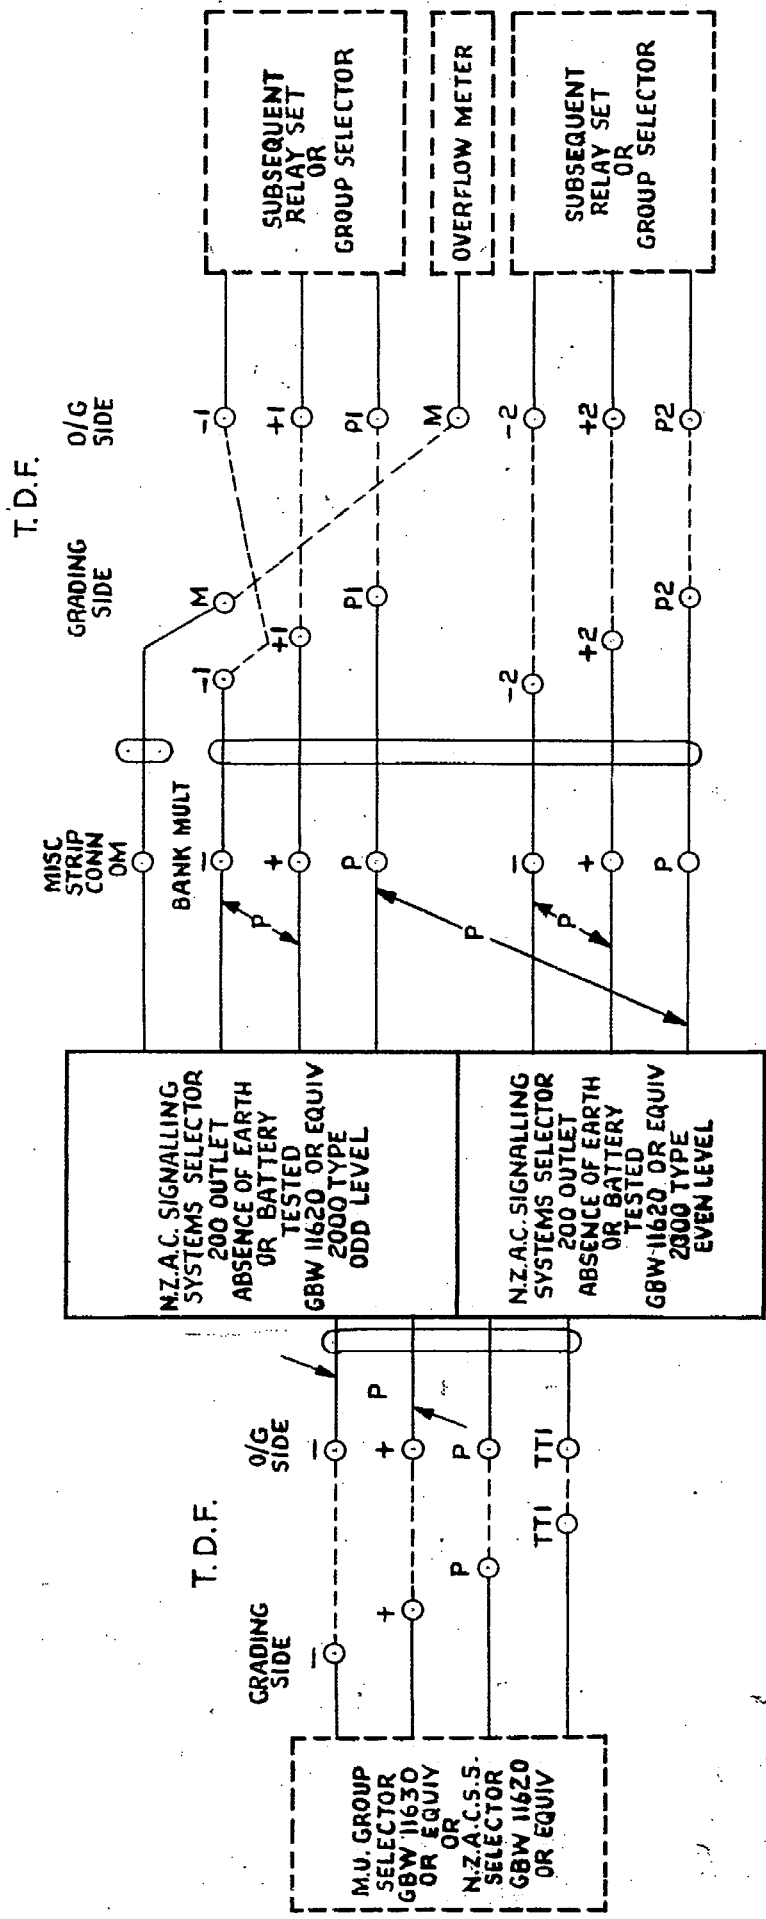 M.U. GROUP
SELECTOR
GBW 11630
OR EQUIV
OR
N.Z.A.C.S.S.
SELECTOR
GBW 11620
OR EQUIV
T.D.F.
GRADING
SIDE
O/G
SIDE
−
−
+
+
P
P
P
TT1
TT1
N.Z.A.C. SIGNALLING
SYSTEMS SELECTOR
200 OUTLET
ABSENCE OF EARTH
OR BATTERY
TESTED
GBW 11620 OR EQUIV
2000 TYPE
ODD LEVEL
N.Z.A.C. SIGNALLING
SYSTEMS SELECTOR
200 OUTLET
ABSENCE OF EARTH
OR BATTERY
TESTED
GBW 11620 OR EQUIV
2000 TYPE
EVEN LEVEL
MISC
STRIP
CONN
OM
BANK MULT
−
P
+
P
P
−
P
+
P
T.D.F.
GRADING
SIDE
O/G
SIDE
M
−1
−1
+1
+1
P1
P1
M
−2
−2
+2
+2
P2
P2
SUBSEQUENT
RELAY SET
OR
GROUP SELECTOR
OVERFLOW METER
SUBSEQUENT
RELAY SET
OR
GROUP SELECTOR